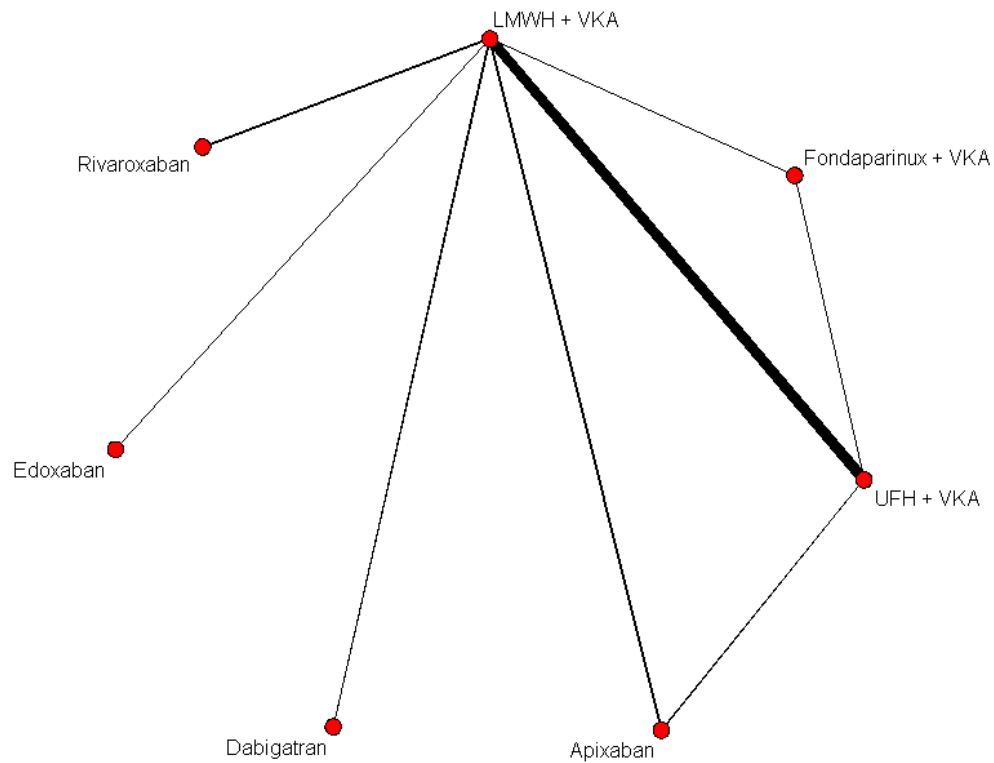 LMWH + VKA
Rivaroxaban
Fondaparinux + VKA
Edoxaban
UFH + VKA
Dabigatran
Apixaban